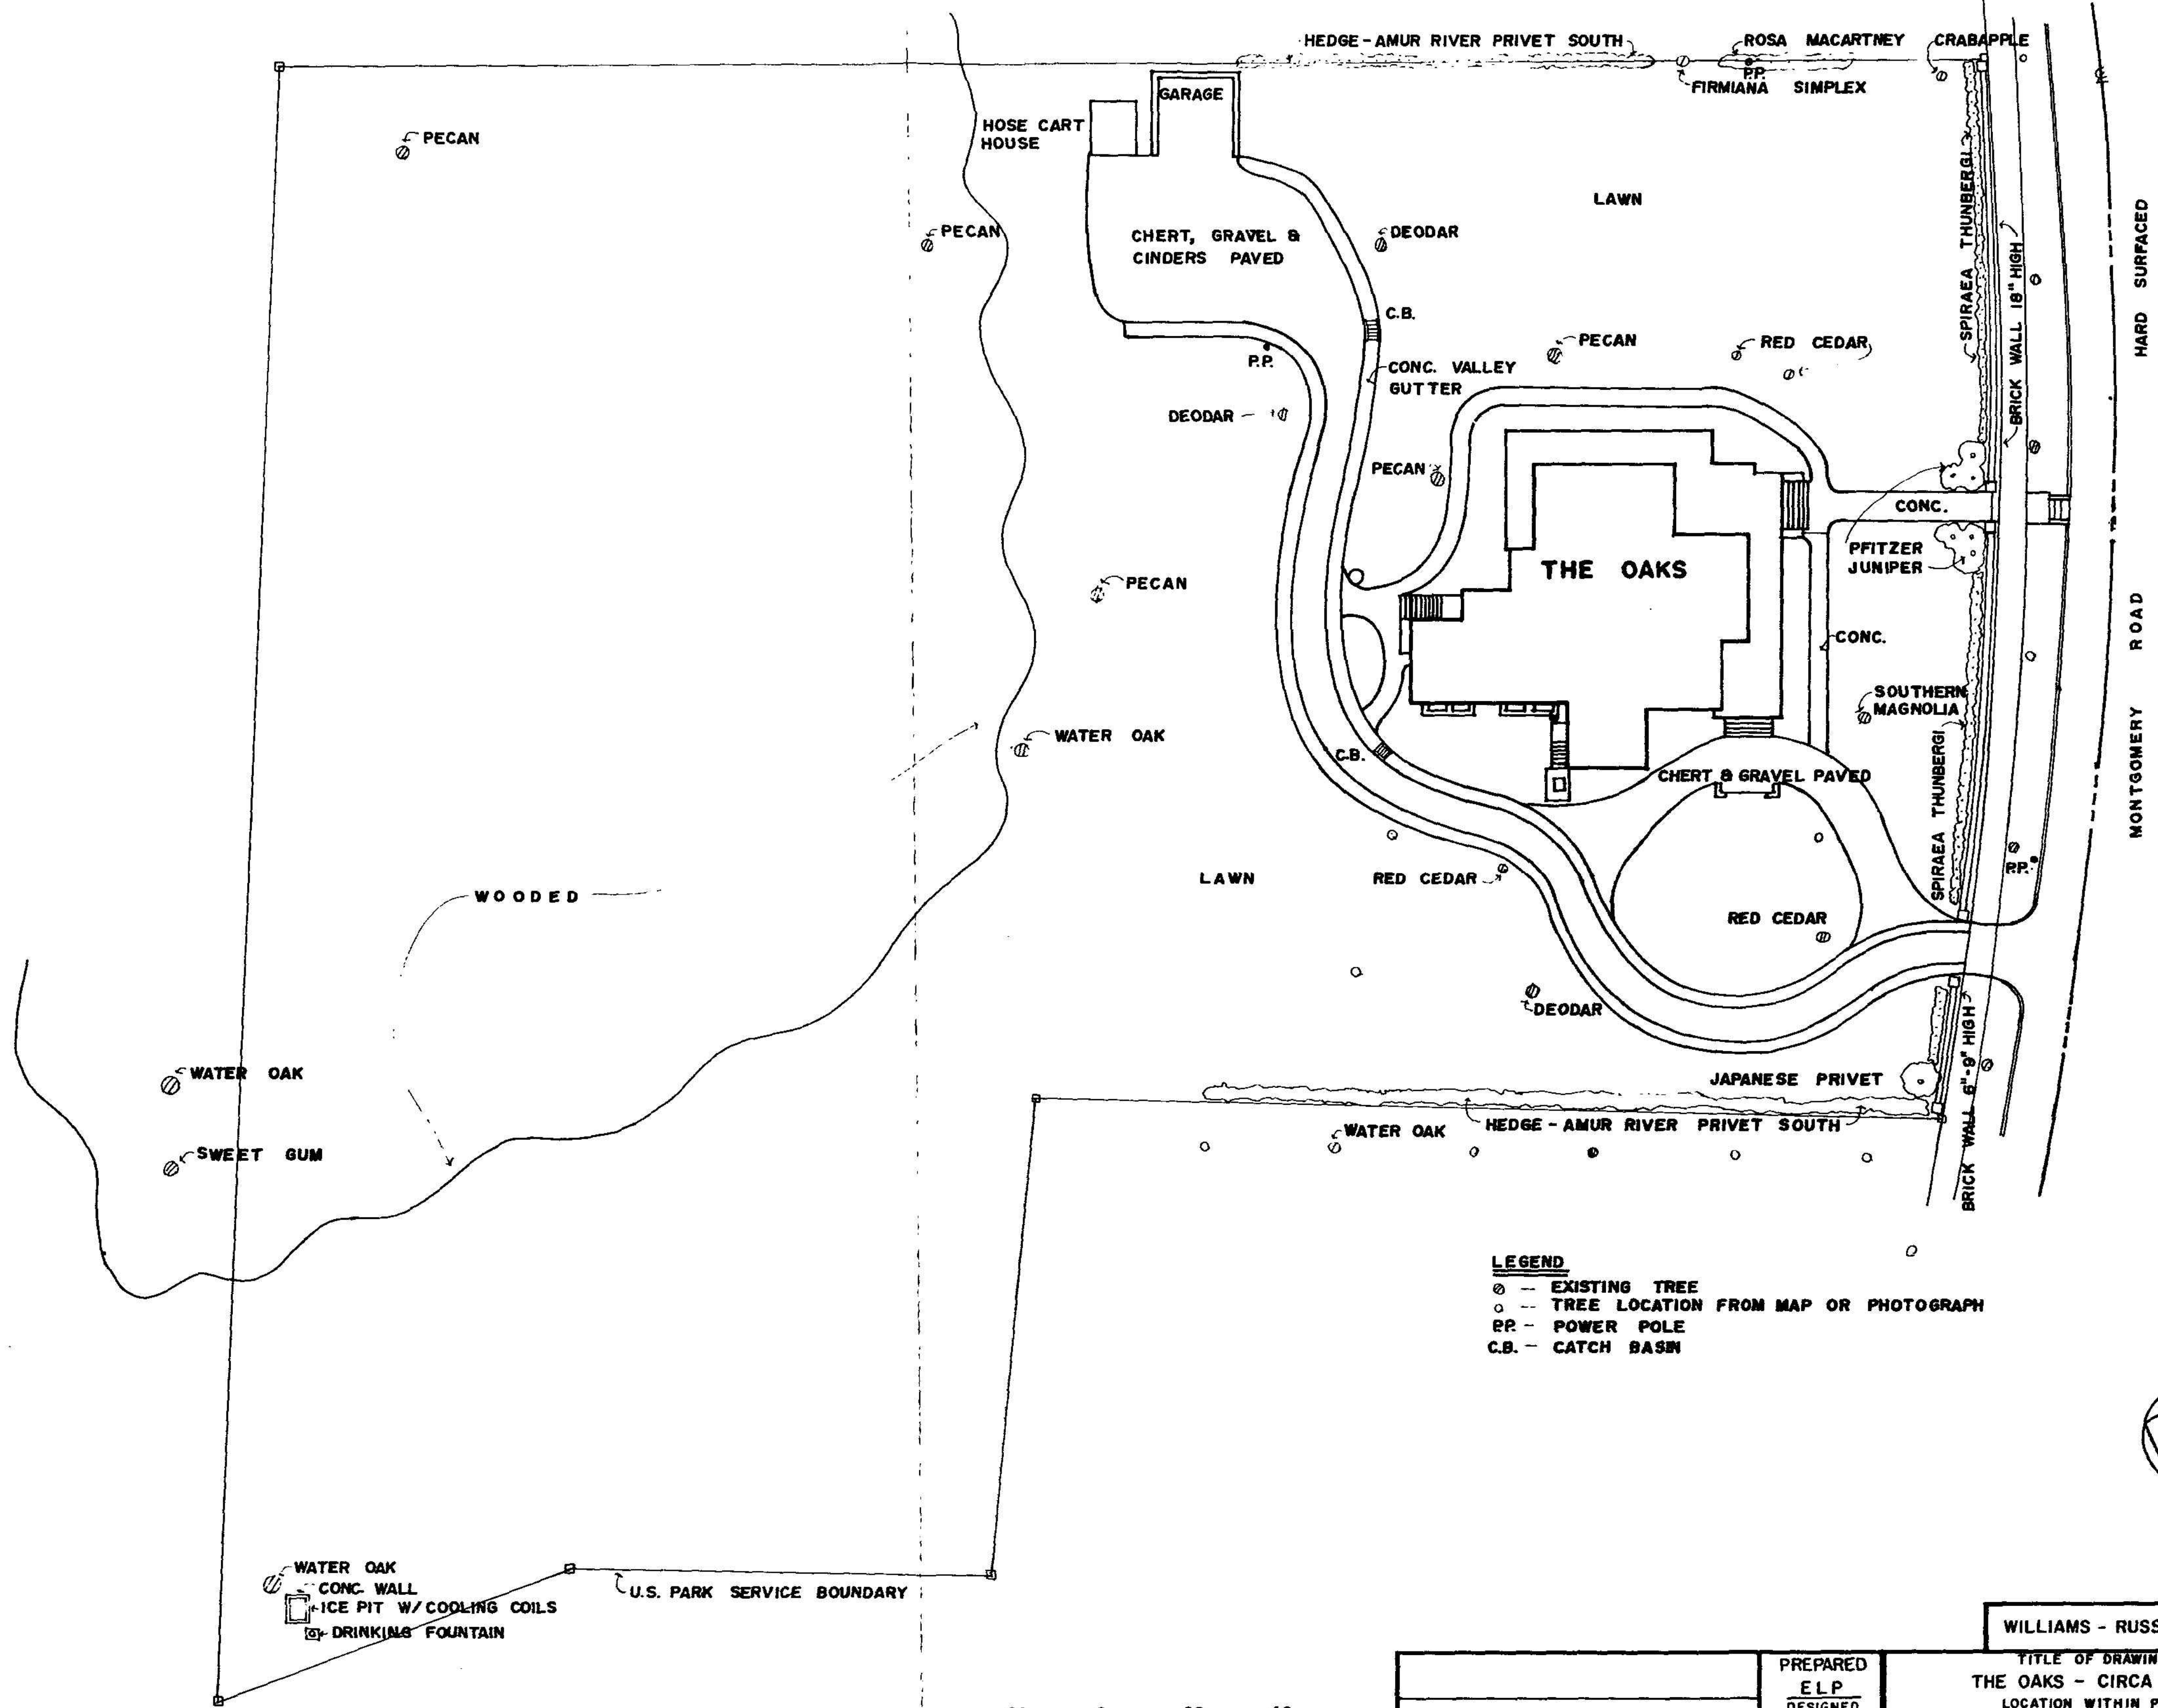 HEDGE - AMUR RIVER PRIVET SOUTH
ROSA MACARTNEY
CRABAPPLE
P.P.
FIRMIANA SIMPLEX
GARAGE
HOSE CART
HOUSE
PECAN
LAWN
SPIRAEA THUNBERGI
BRICK WALL 18" HIGH
HARD SURFACED
PECAN
CHERT, GRAVEL &
CINDERS PAVED
DEODAR
C.B.
P.P.
CONC. VALLEY
GUTTER
PECAN
RED CEDAR
DEODAR
PECAN
CONC.
PFITZER
JUNIPER
THE OAKS
PECAN
CONC.
MONTGOMERY ROAD
SOUTHERN
MAGNOLIA
WATER OAK
C.B.
CHERT & GRAVEL PAVED
SPIRAEA THUNBERGI
P.P.
LAWN
RED CEDAR
WOODED
RED CEDAR
DEODAR
BRICK WALL 6"-9" HIGH
WATER OAK
JAPANESE PRIVET
WATER OAK
HEDGE - AMUR RIVER PRIVET SOUTH
SWEET GUM
LEGEND
- EXISTING TREE
- TREE LOCATION FROM MAP OR PHOTOGRAPH
P.P. - POWER POLE
C.B. - CATCH BASIN
WATER OAK
CONC. WALL
ICE PIT W/COOLING COILS
DRINKING FOUNTAIN
U.S. PARK SERVICE BOUNDARY
WILLIAMS - RUSS
TITLE OF DRAWIN
THE OAKS - CIRCA
LOCATION WITHIN P
PREPARED
ELP
DESIGNED